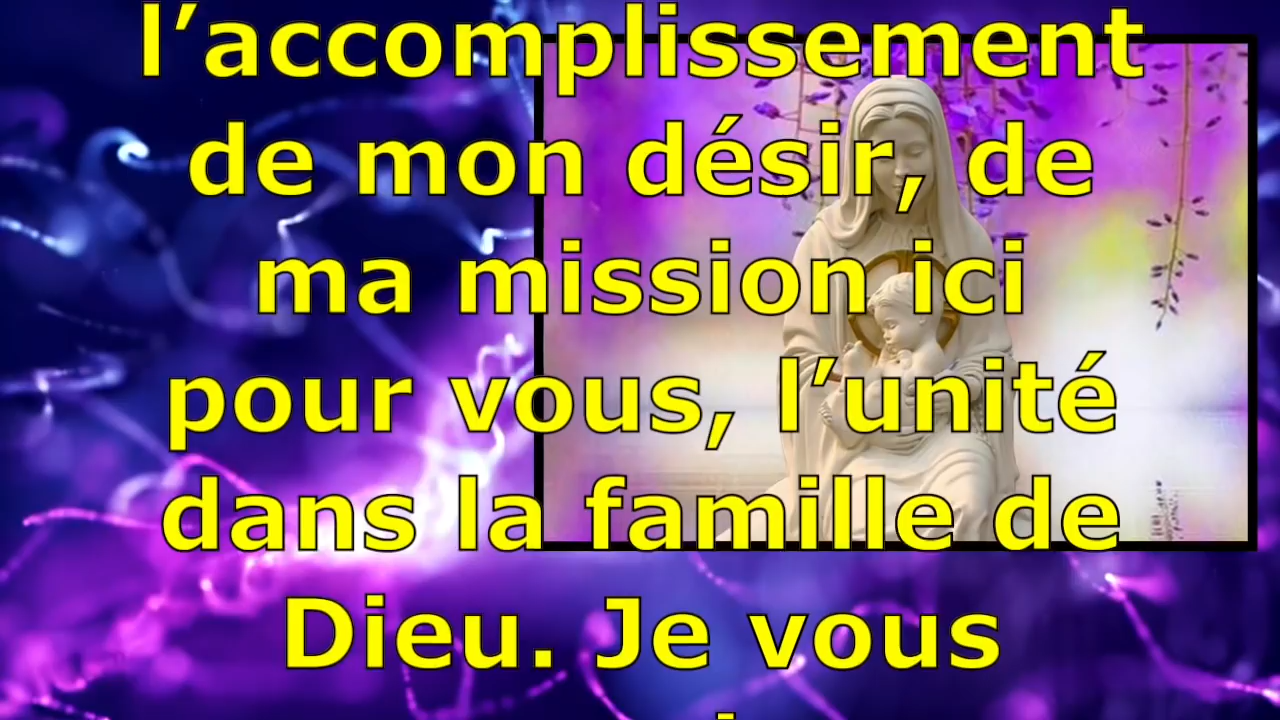 l’accomplissement
de mon désir, de
ma mission ici
pour vous, l’unité
dans la famille de
Dieu. Je vous